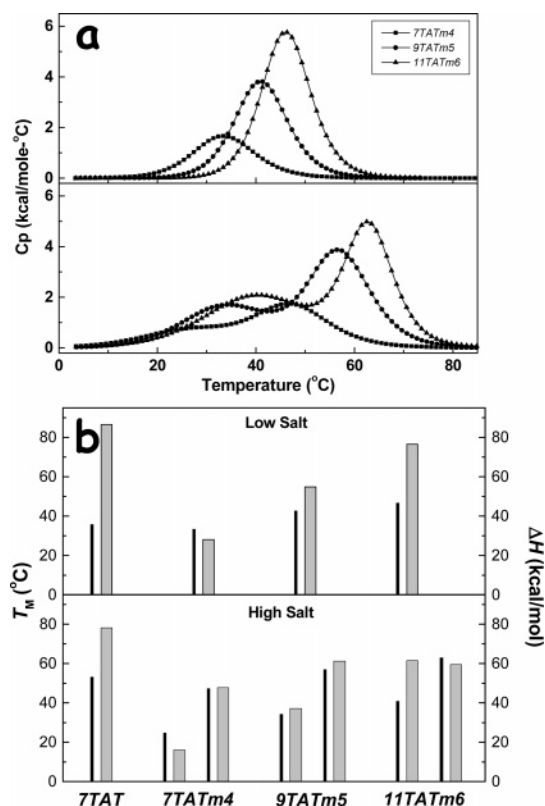 a
7TATm4
9TATm5
11TATm6
6
4
2
0
6
4
2
0
0 20 40 60 80
Cp (kcal/mole-°C)
Temperature (°C)
b
Low Salt
80
60
40
20
0
80
60
40
20
0
High Salt
80
60
40
20
0
80
60
40
20
0
T_M (°C)
ΔH (kcal/mol)
7TAT 7TATm4 9TATm5 11TATm6